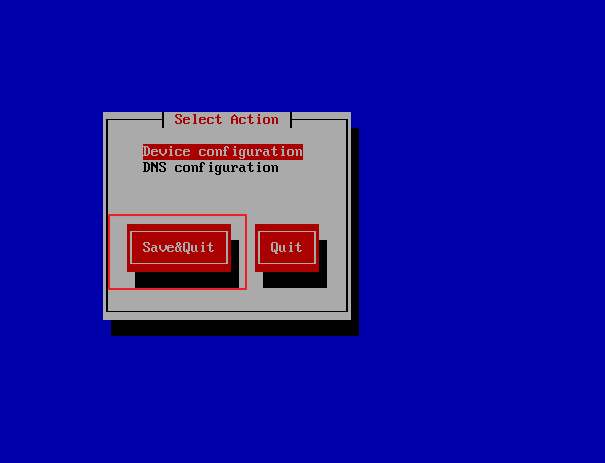 Select Action
Device configuration
DNS configuration
Save&Quit Quit